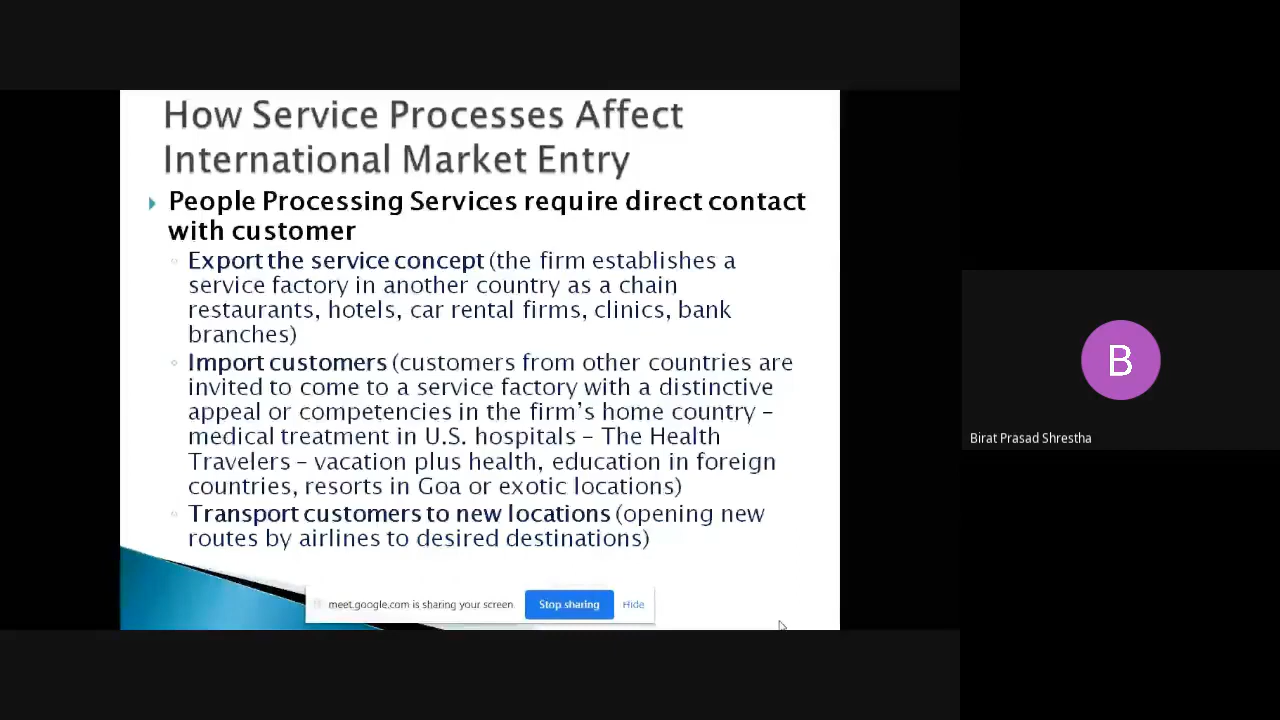 How Service Processes Affect
International Market Entry
People Processing Services require direct contact
with customer
Export the service concept (the firm establishes a
service factory in another country as a chain
restaurants, hotels, car rental firms, clinics, bank
branches)
Import customers (customers from other countries are
invited to come to a service factory with a distinctive
appeal or competencies in the firm's home country –
medical treatment in U.S. hospitals – The Health
Travelers – vacation plus health, education in foreign
countries, resorts in Goa or exotic locations)
Transport customers to new locations (opening new
routes by airlines to desired destinations)
meet.google.com is sharing your screen. Stop sharing Hide
B
Birat Prasad Shrestha